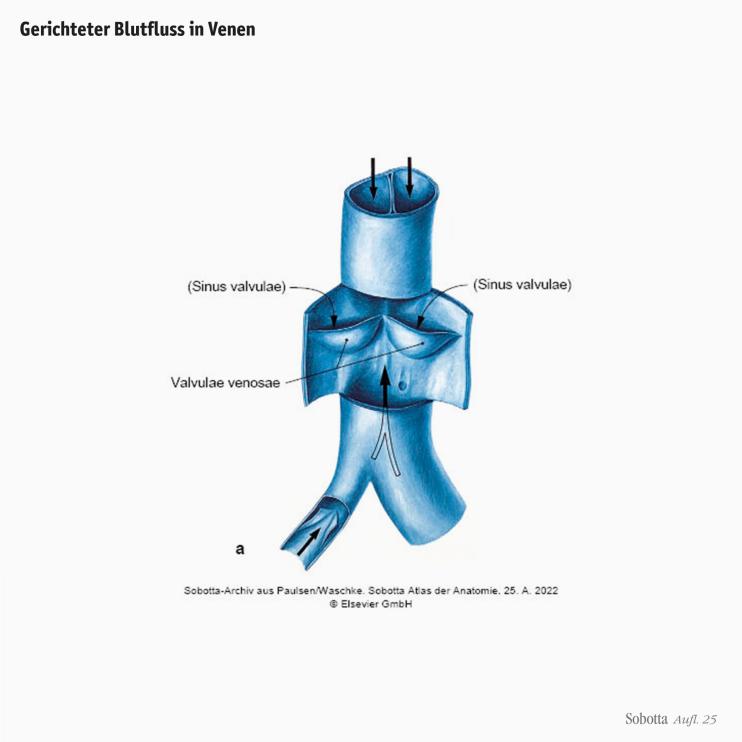 Gerichteter Blutfluss in Venen
(Sinus valvulae)
(Sinus valvulae)
Valvulae venosae
a
Sobotta-Archiv aus Paulsen/Waschke. Sobotta Atlas der Anatomie. 25. A. 2022
© Elsevier GmbH
Sobotta Aufl. 25